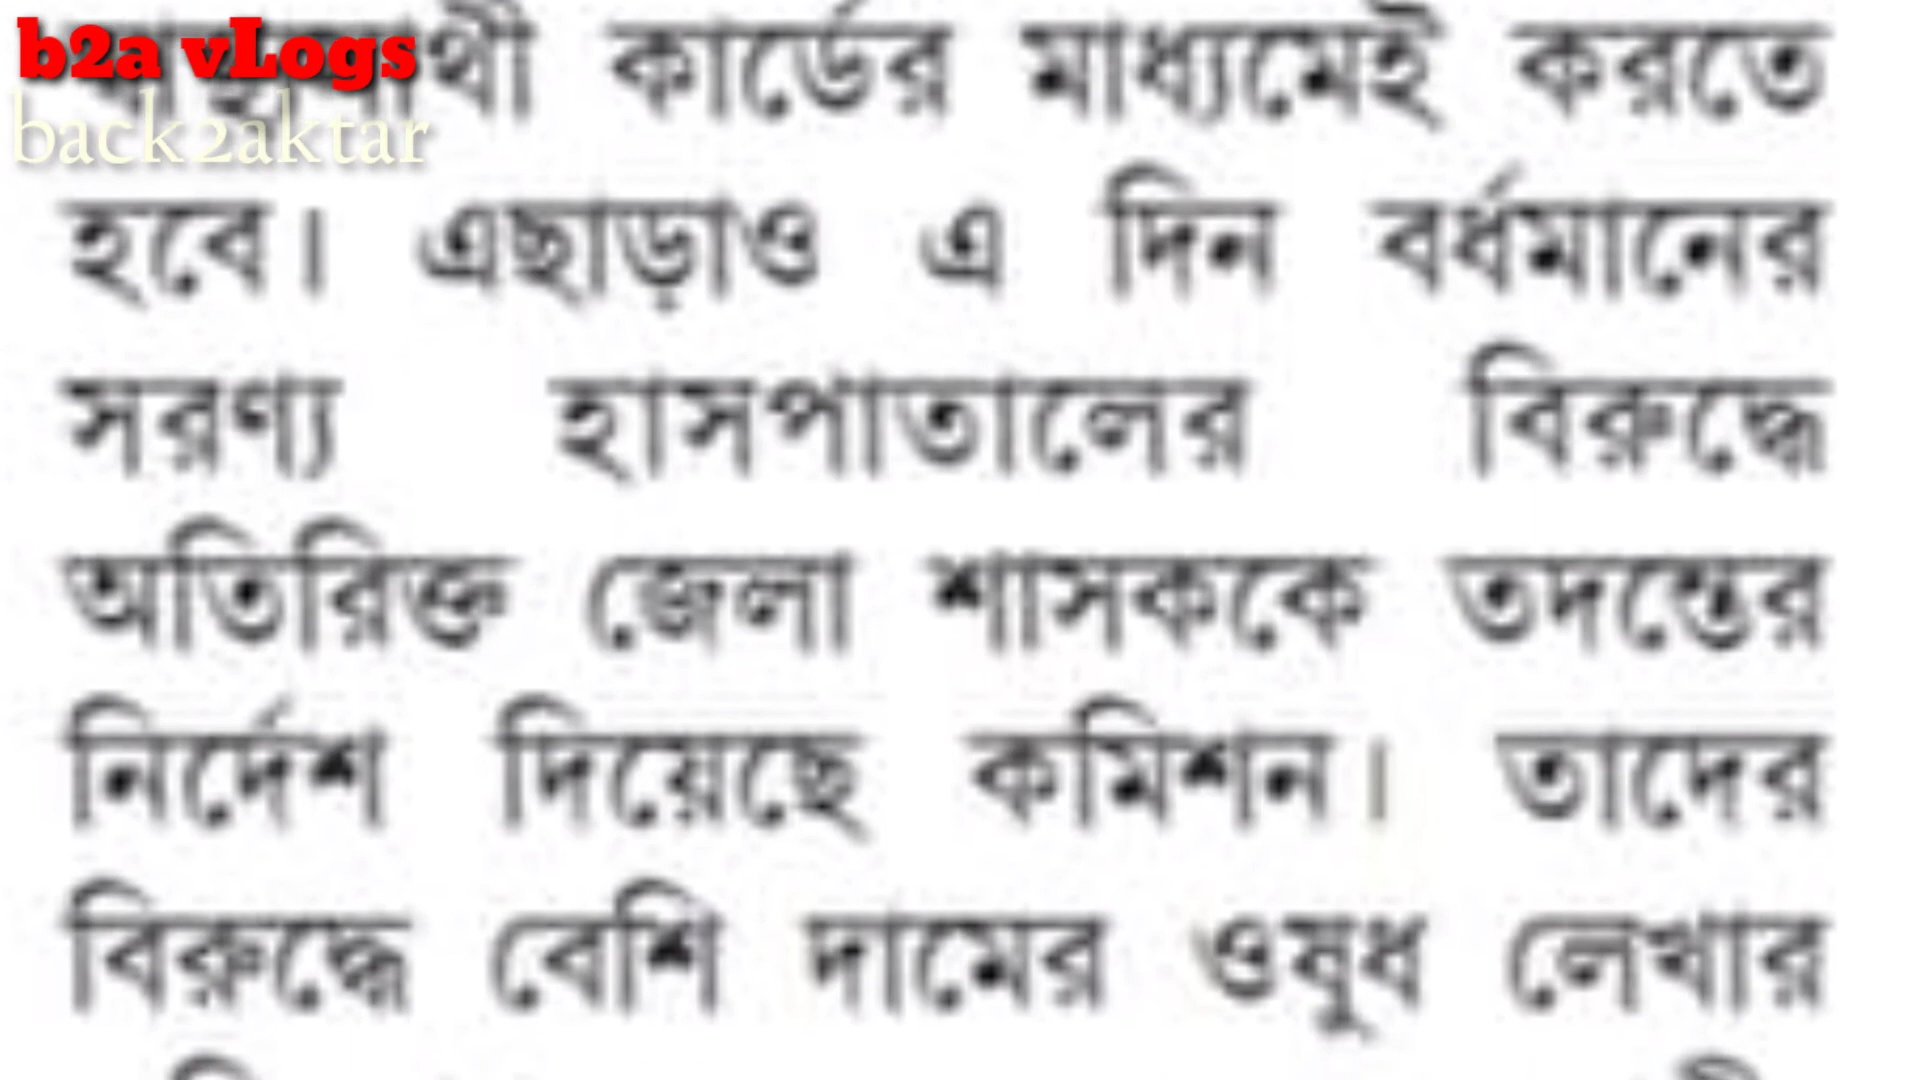 b2a vLogs
back2aktar
কার্ডের মাধ্যমেই করতে
হবে। এছাড়াও এ দিন বর্ধমানের
সরণ্য হাসপাতালের বিরুদ্ধে
অতিরিক্ত জেলা শাসককে তদন্তের
নির্দেশ দিয়েছে কমিশন। তাদের
বিরুদ্ধে বেশি দামের ওষুধ লেখার